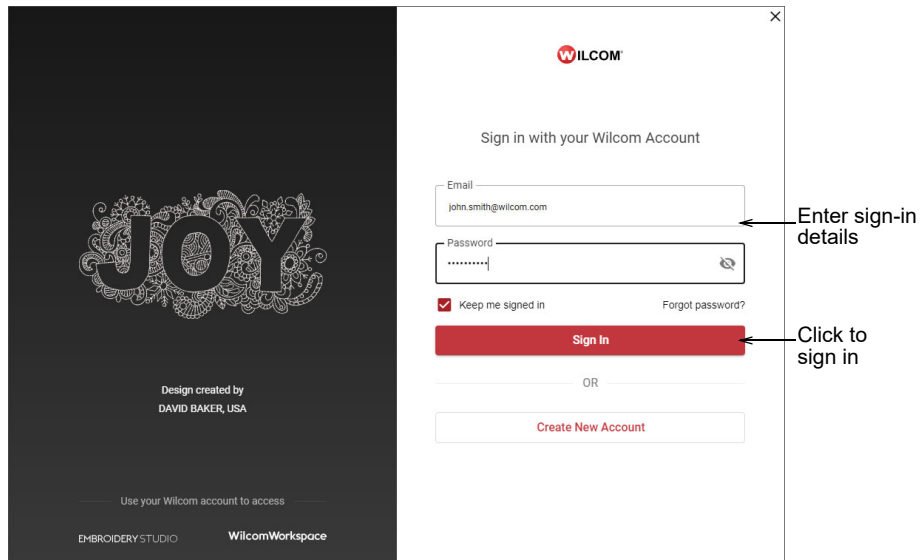 JOY
Design created by
DAVID BAKER, USA
Use your Wilcom account to access
EMBROIDERY STUDIO WilcomWorkspace
WILCOM®
Sign in with your Wilcom Account
Email
john.smith@wilcom.com
Password
••••••••••
Keep me signed in Forgot password?
Sign In
OR
Create New Account
Enter sign-in
details
Click to
sign in